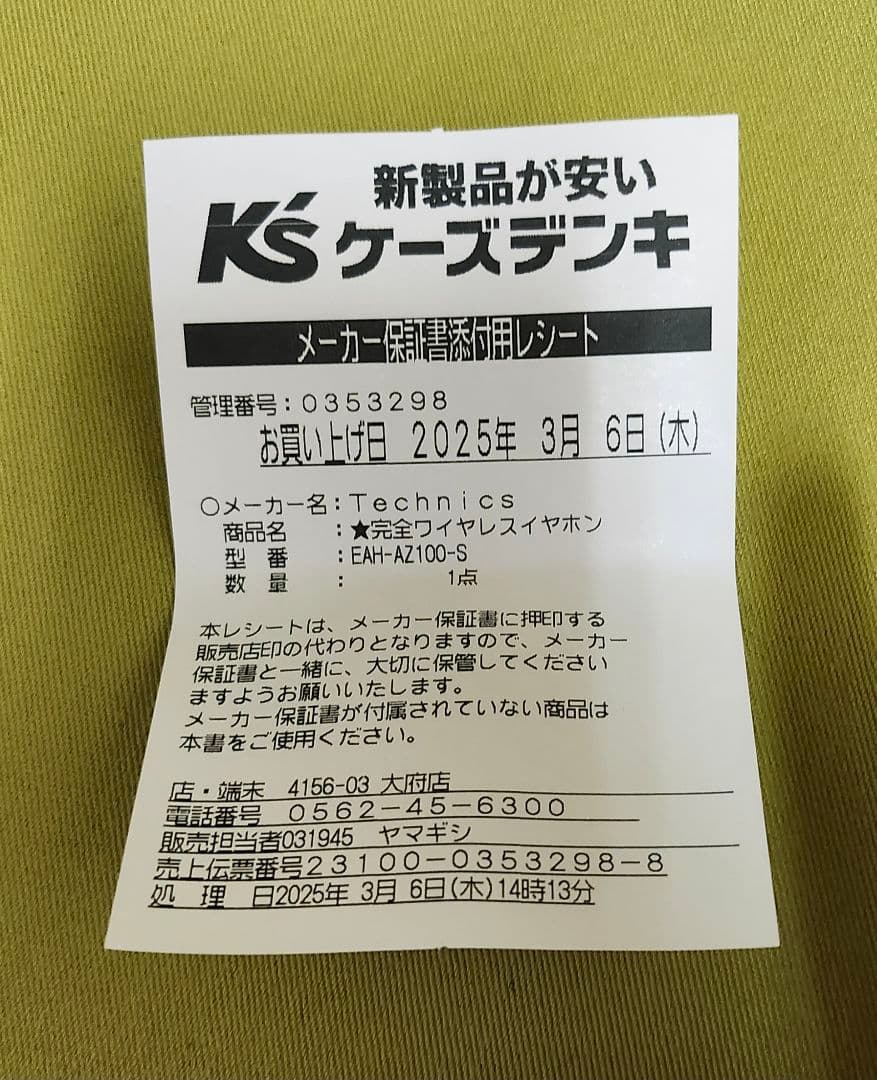 新製品が安い
K's ケーズデンキ
メーカー保証書添付用レシート
管理番号：0353298
お買い上げ日 2025年 3月 6日(木)
○メーカー名：Technics
商品名 ：★完全ワイヤレスイヤホン
型 番 ：EAH-AZ100-S
数 量 ： 1点
本レシートは、メーカー保証書に押印する
販売店印の代わりとなりますので、メーカー
保証書と一緒に、大切に保管してください
ますようお願いいたします。
メーカー保証書が付属されていない商品は
本書をご使用ください。
店・端末 4156-03 大府店
電話番号 0562-45-6300
販売担当者031945 ヤマギシ
売上伝票番号23100-0353298-8
処 理 日2025年 3月 6日(木)14時13分